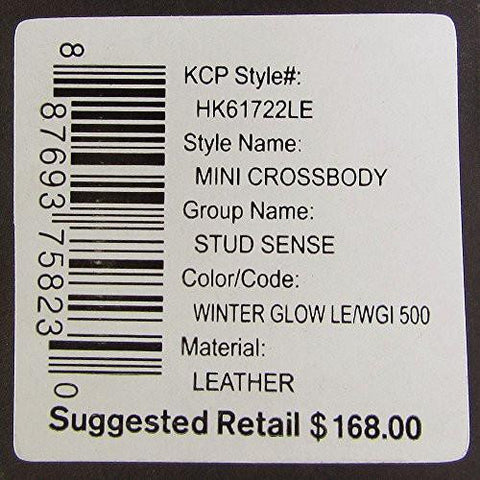 8 87693 75823 0
KCP Style#:
HK61722LE
Style Name:
MINI CROSSBODY
Group Name:
STUD SENSE
Color/Code:
WINTER GLOW LE/WGI 500
Material:
LEATHER
Suggested Retail $ 168.00